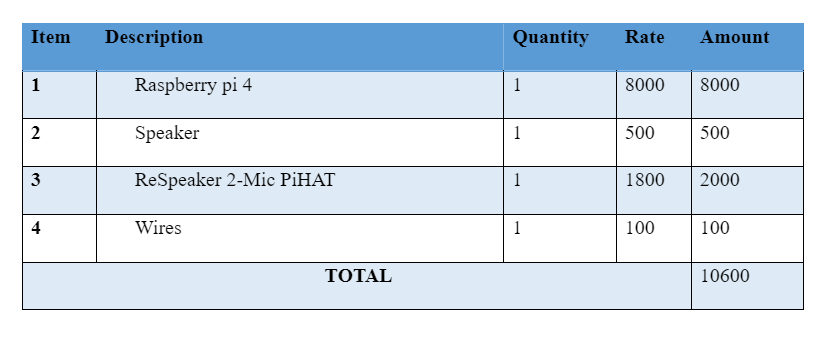 Item Description Quantity Rate Amount
1 Raspberry pi 4 1 8000 8000
2 Speaker 1 500 500
3 ReSpeaker 2-Mic PiHAT 1 1800 2000
4 Wires 1 100 100
TOTAL 10600